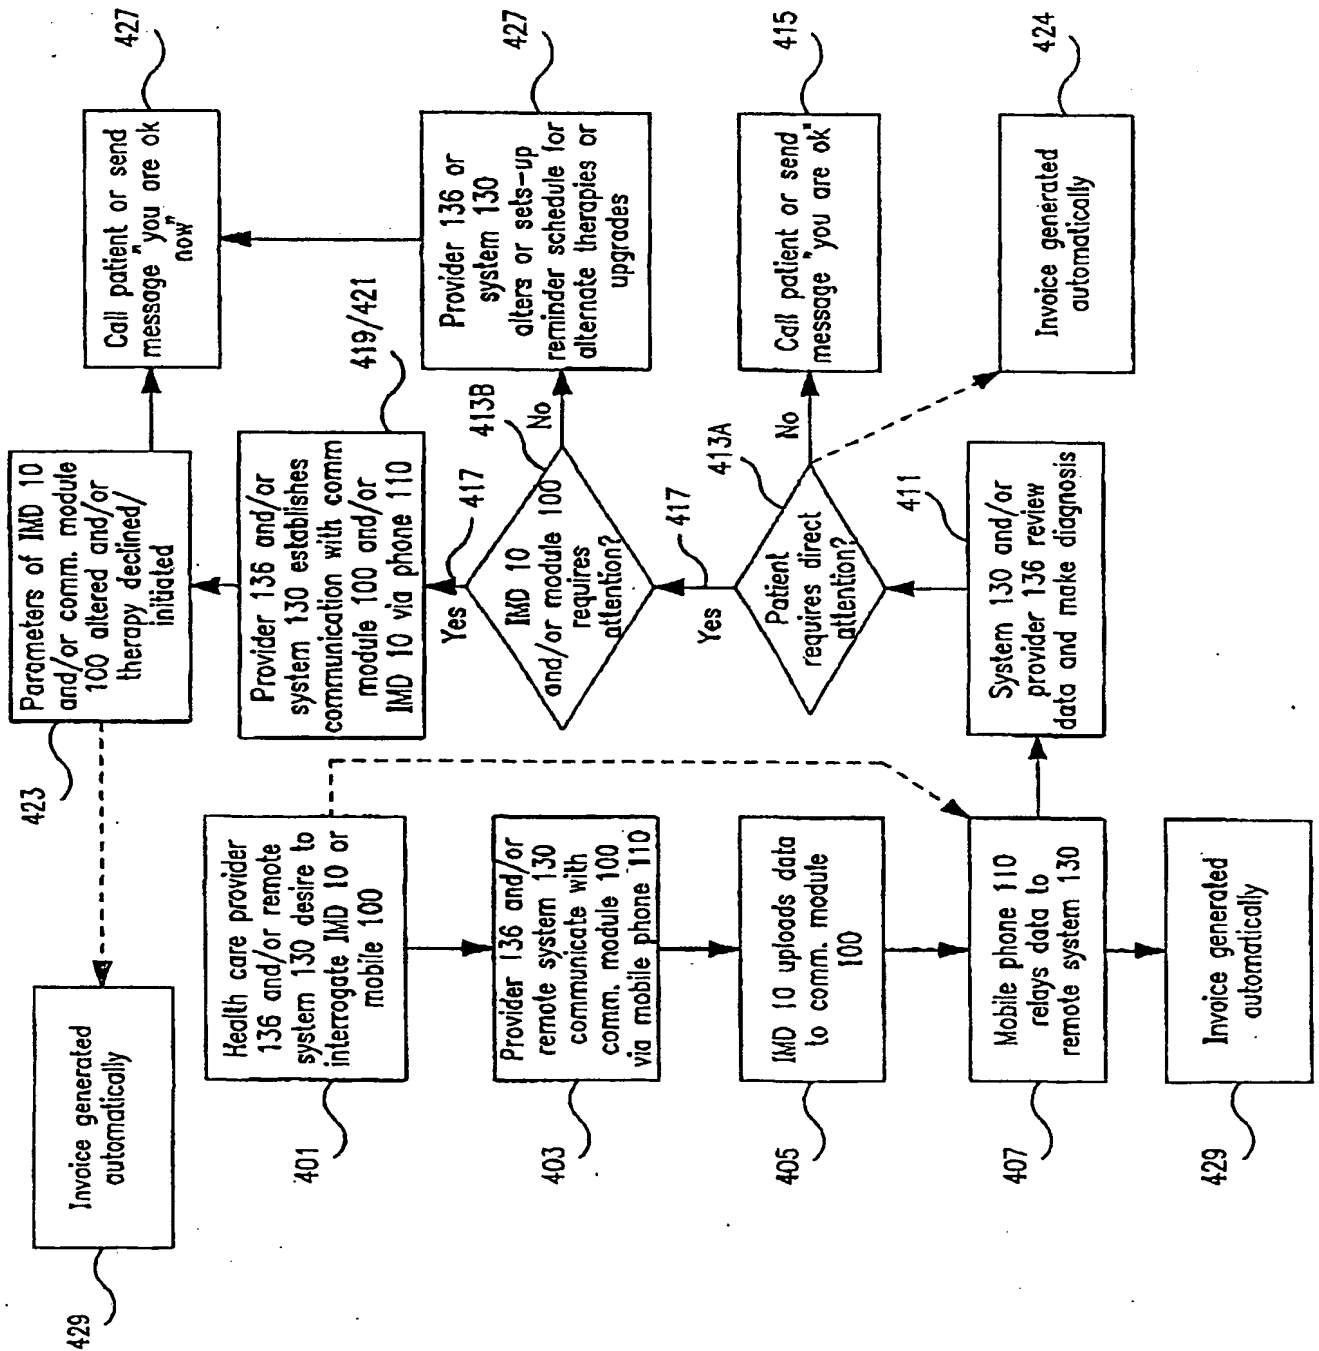 429
Invoice generated
automatically
423
Parameters of IMD 10
and/or comm. module
100 altered and/or
therapy declined/
initiated
427
Call patient or send
message "you are ok
now"
401
Health care provider
136 and/or remote
system 130 desire to
interrogate IMD 10 or
mobile 100
419/421
Provider 136 and/or
system 130 establishes
communication with comm
module 100 and/or
IMD 10 via phone 110
Yes
417
403
Provider 136 and/or
remote system 130
communicate with
comm. module 100
via mobile phone 110
413B
IMD 10
and/or module 100
requires
attention?
No
427
Provider 136 or
system 130
alters or sets-up
reminder schedule for
alternate therapies or
upgrades
Yes
417
405
IMD 10 uploads data
to comm. module
100
413A
Patient
requires direct
attention?
No
415
Call patient or send
message "you are ok"
407
Mobile phone 110
relays data to
remote system 130
411
System 130 and/or
provider 136 review
data and make diagnosis
424
Invoice generated
automatically
429
Invoice generated
automatically